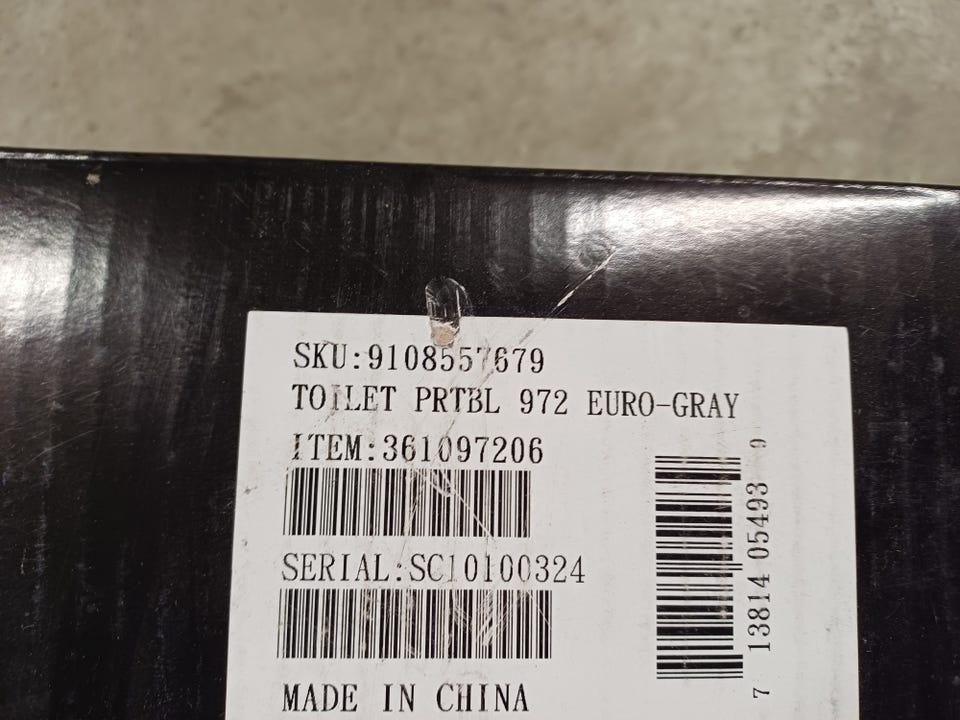 SKU:9108557679
TOILET PRTBL 972 EURO-GRAY
ITEM:361097206
SERIAL:SC10100324
MADE IN CHINA
7 13814 05493 9